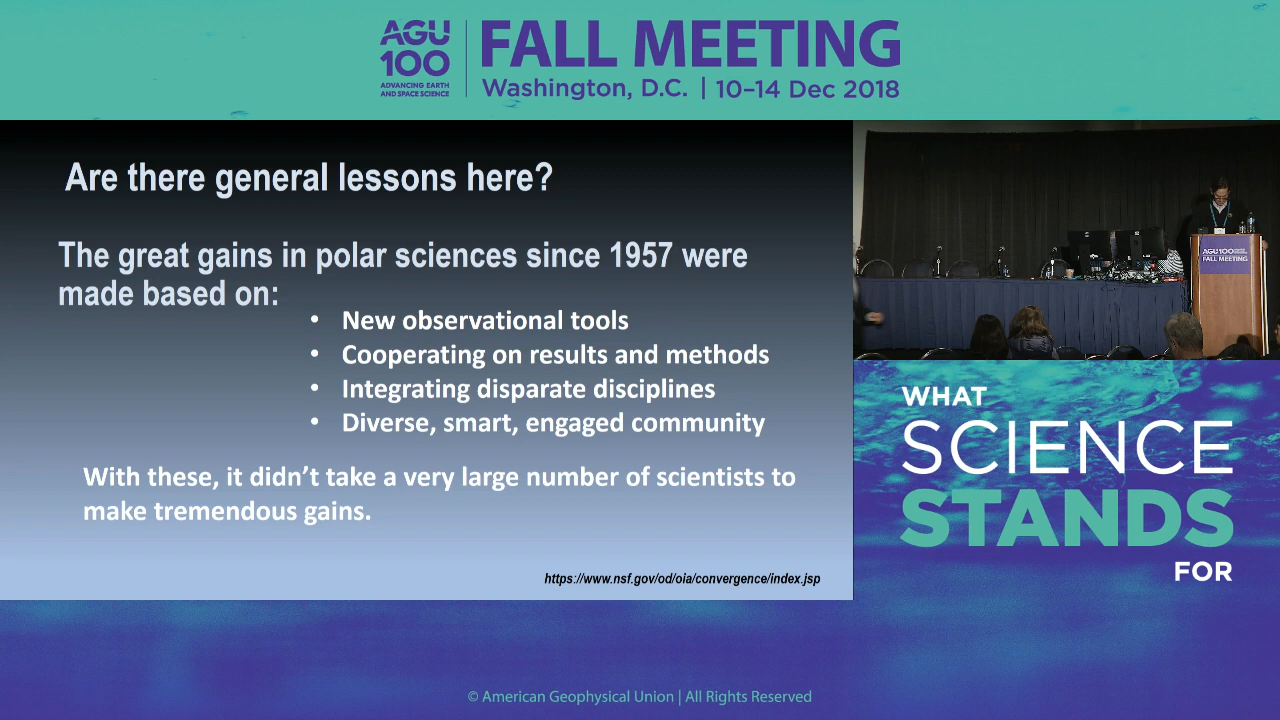 AGU
100
ADVANCING EARTH
AND SPACE SCIENCE
FALL MEETING
Washington, D.C. | 10–14 Dec 2018
Are there general lessons here?
The great gains in polar sciences since 1957 were
made based on:
• New observational tools
• Cooperating on results and methods
• Integrating disparate disciplines
• Diverse, smart, engaged community
With these, it didn’t take a very large number of scientists to
make tremendous gains.
https://www.nsf.gov/od/oia/convergence/index.jsp
AGU100
FALL MEETING
WHAT
SCIENCE
STANDS
FOR
© American Geophysical Union | All Rights Reserved